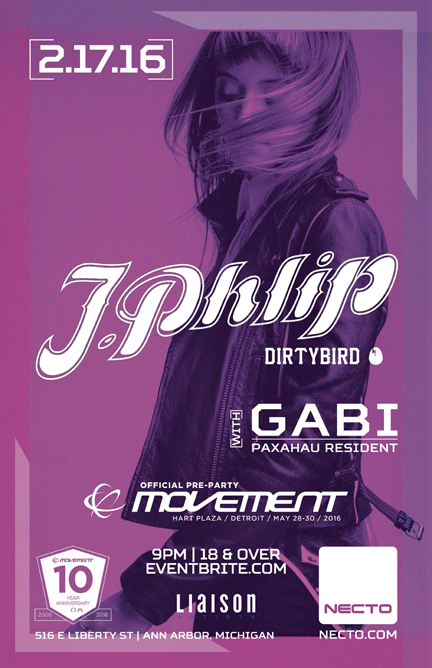 2.17.16
J.Phlip
DIRTYBIRD
WITH
GABI
PAXAHAU RESIDENT
OFFICIAL PRE-PARTY
MOVEMENT
HART PLAZA / DETROIT / MAY 28-30 / 2016
9PM | 18 & OVER
EVENTBRITE.COM
MOVEMENT
10
YEAR
ANNIVERSARY
2006
2016
LIAISON
NECTO
516 E LIBERTY ST | ANN ARBOR, MICHIGAN
NECTO.COM